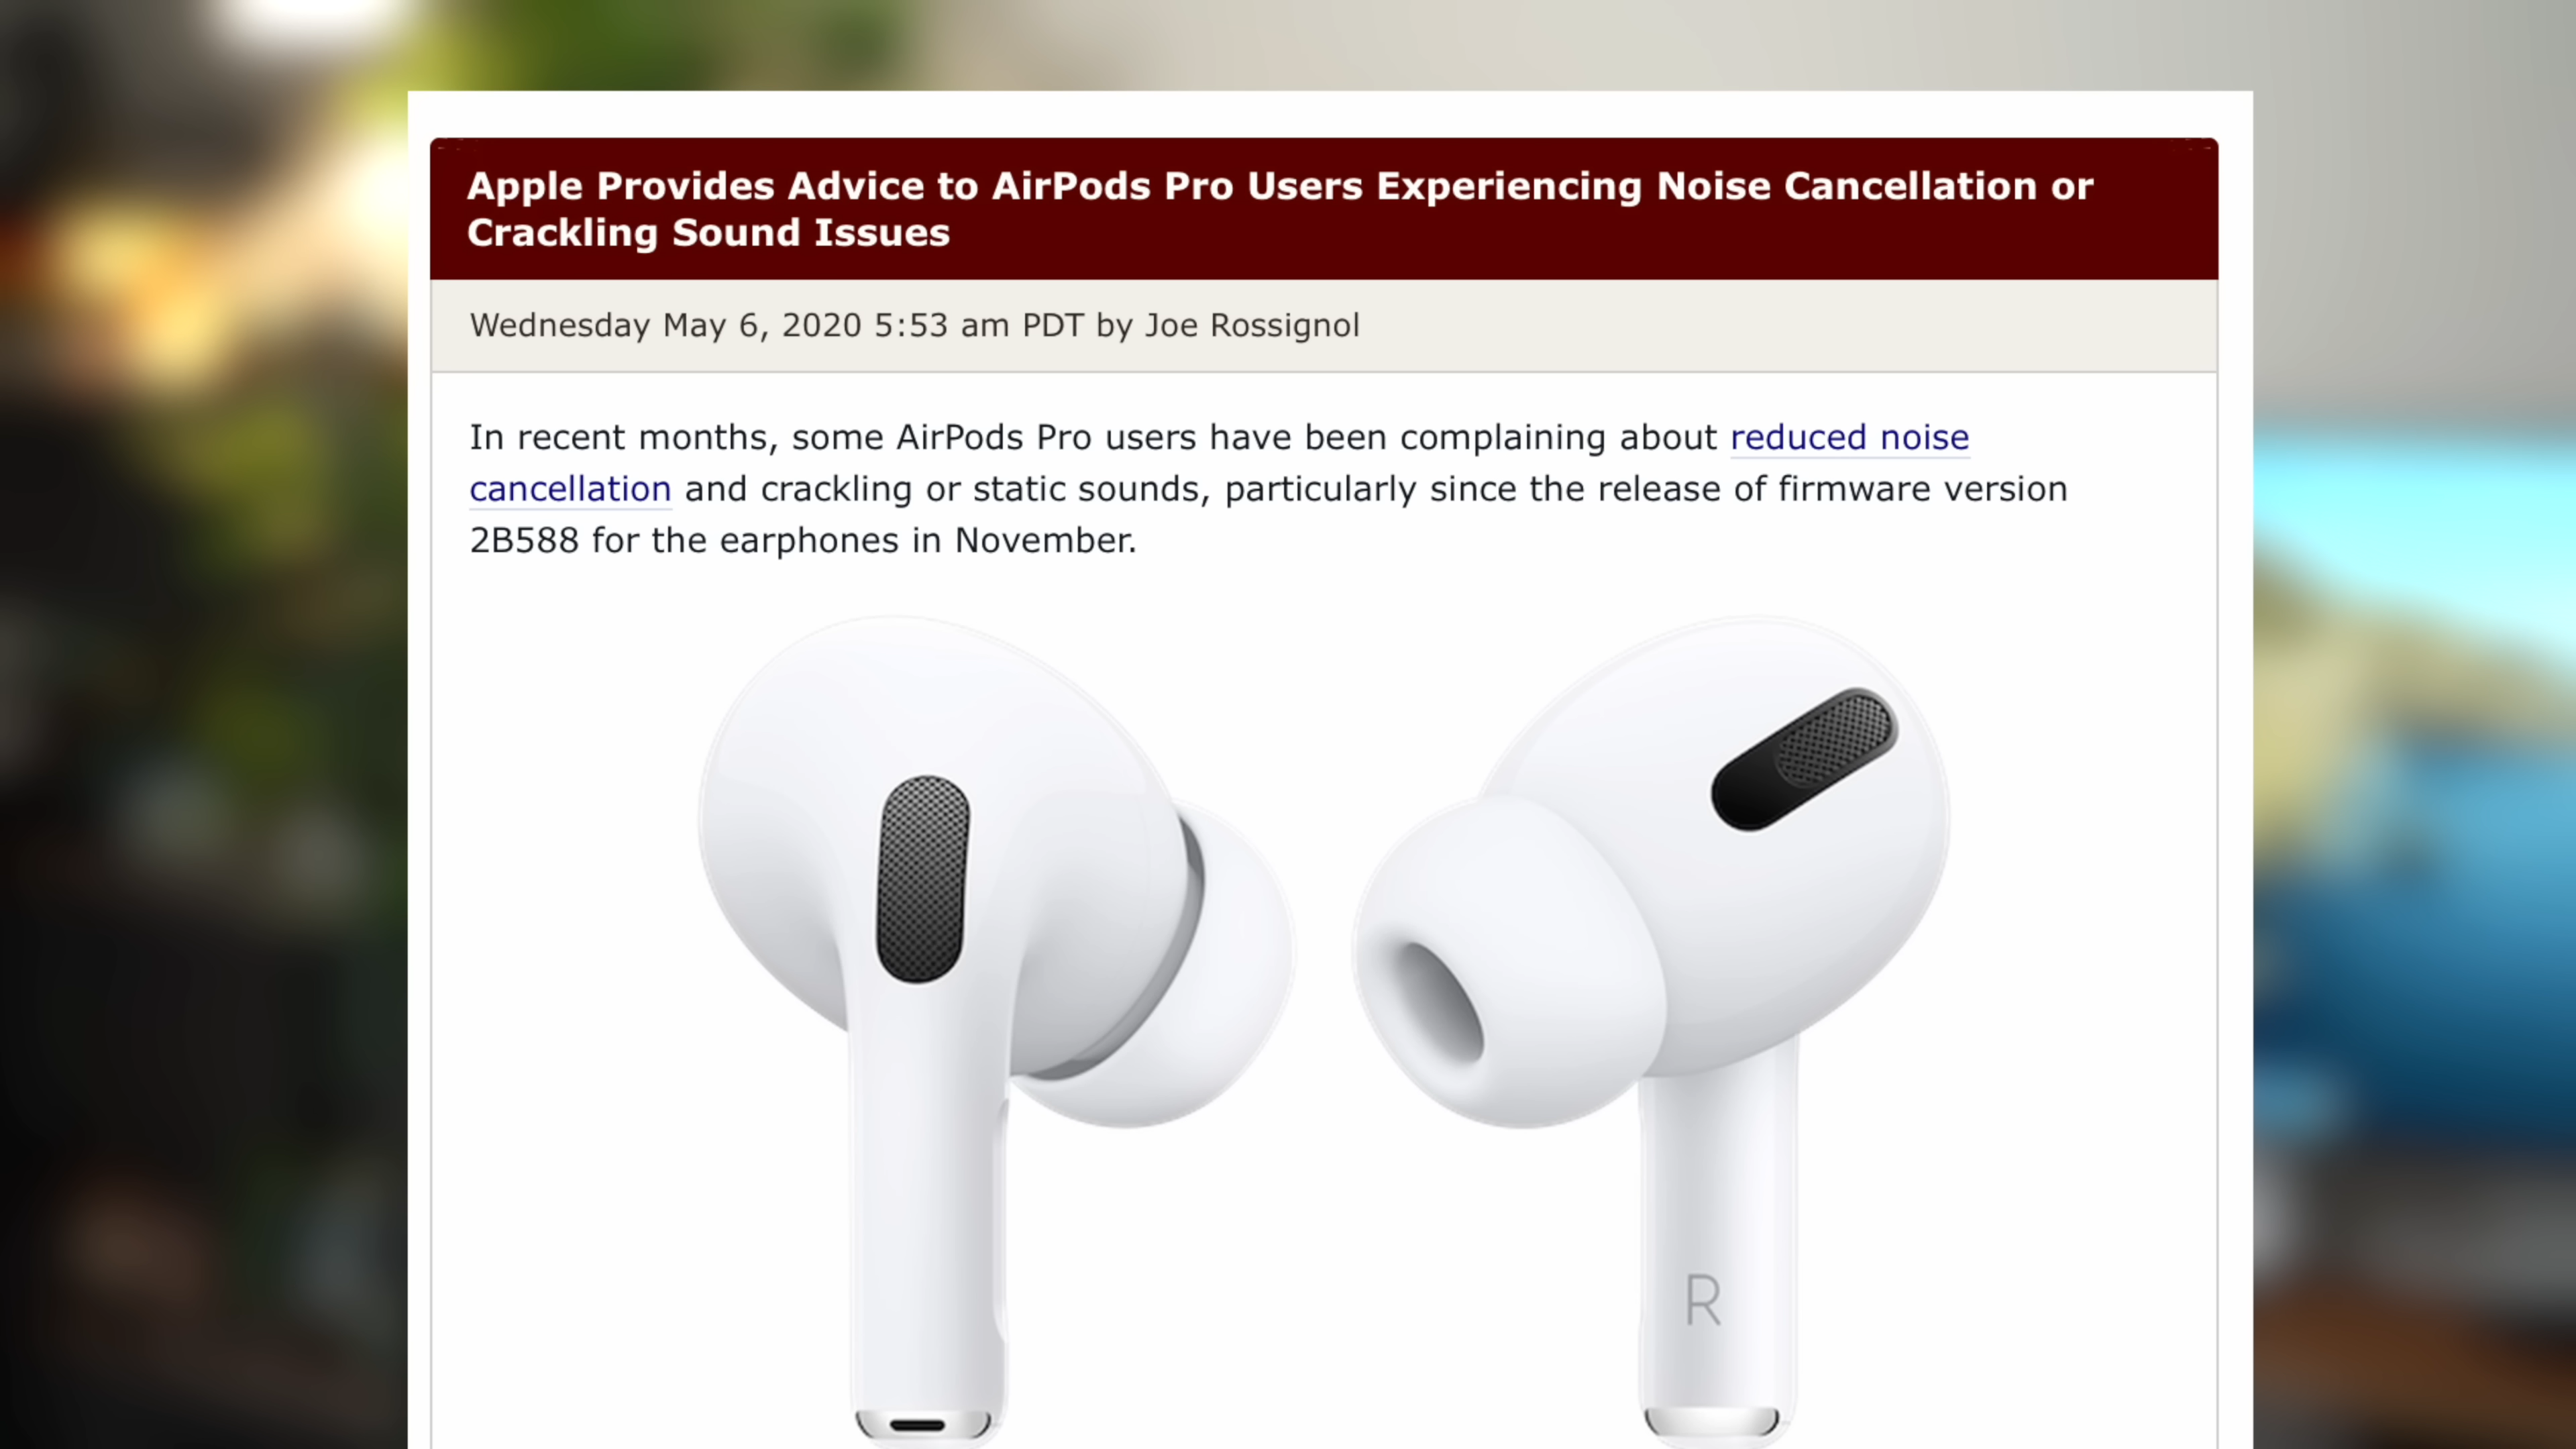 Apple Provides Advice to AirPods Pro Users Experiencing Noise Cancellation or
Crackling Sound Issues
Wednesday May 6, 2020 5:53 am PDT by Joe Rossignol
In recent months, some AirPods Pro users have been complaining about reduced noise
cancellation and crackling or static sounds, particularly since the release of firmware version
2B588 for the earphones in November.
R